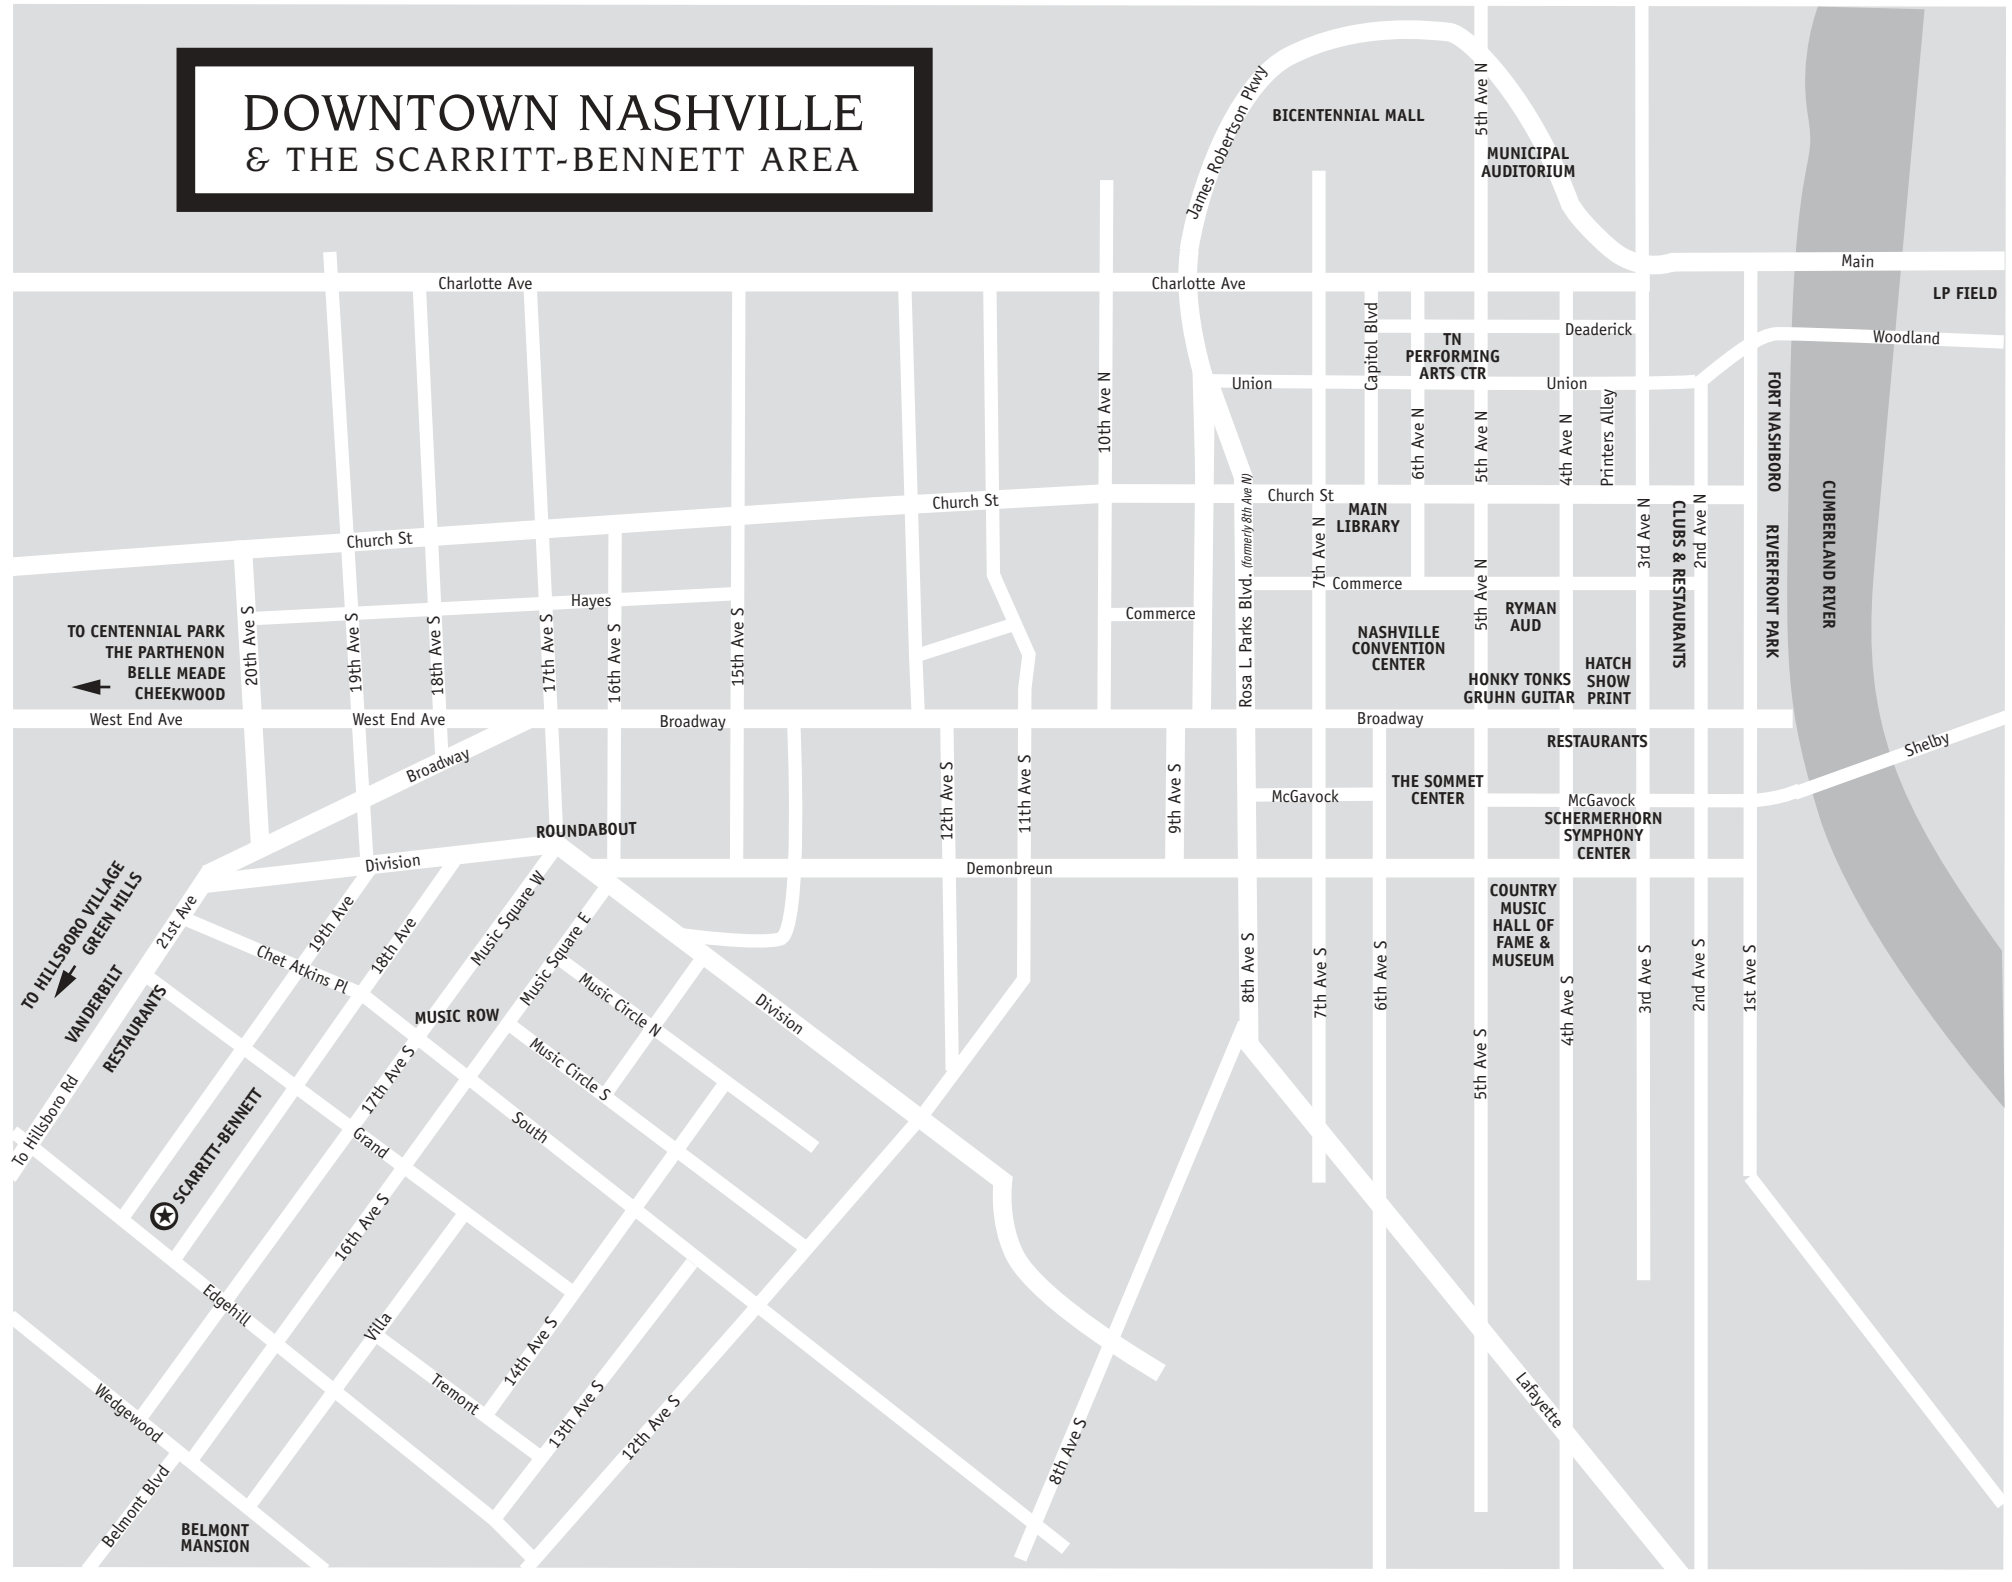 DOWNTOWN NASHVILLE
& THE SCARRITT-BENNETT AREA
James Robertson Pkwy
BICENTENNIAL MALL
5th Ave N
MUNICIPAL
AUDITORIUM
Charlotte Ave
Charlotte Ave
Main
LP FIELD
Capitol Blvd
Deaderick
Woodland
TN
PERFORMING
ARTS CTR
Union
Union
Printers Alley
10th Ave N
6th Ave N
5th Ave N
4th Ave N
FORT NASHBORO
RIVERFRONT PARK
CUMBERLAND RIVER
Church St
Church St
Church St
MAIN
LIBRARY
Rosa L. Parks Blvd. (formerly 8th Ave N)
7th Ave N
3rd Ave N
CLUBS & RESTAURANTS
2nd Ave N
Commerce
Commerce
5th Ave N
RYMAN
AUD
NASHVILLE
CONVENTION
CENTER
HATCH
SHOW
PRINT
HONKY TONKS
GRUHN GUITAR
Hayes
TO CENTENNIAL PARK
THE PARTHENON
BELLE MEADE
CHEEKWOOD
20th Ave S
19th Ave S
18th Ave S
17th Ave S
16th Ave S
15th Ave S
West End Ave
West End Ave
Broadway
Broadway
Broadway
RESTAURANTS
Shelby
12th Ave S
11th Ave S
9th Ave S
McGavock
THE SOMMET
CENTER
McGavock
SCHERMERHORN
SYMPHONY
CENTER
ROUNDABOUT
Division
Demonbreun
TO HILLSBORO VILLAGE
GREEN HILLS
21st Ave
VANDERBILT
RESTAURANTS
To Hillsboro Rd
Chet Atkins Pl
19th Ave
18th Ave
Music Square W
Music Square E
MUSIC ROW
Music Circle N
Music Circle S
Division
COUNTRY
MUSIC
HALL OF
FAME &
MUSEUM
8th Ave S
7th Ave S
6th Ave S
5th Ave S
4th Ave S
3rd Ave S
2nd Ave S
1st Ave S
SCARRITT-BENNETT
17th Ave S
Grand
South
16th Ave S
Edgehill
Villa
Tremont
14th Ave S
13th Ave S
12th Ave S
8th Ave S
Lafayette
Wedgewood
Belmont Blvd
BELMONT
MANSION